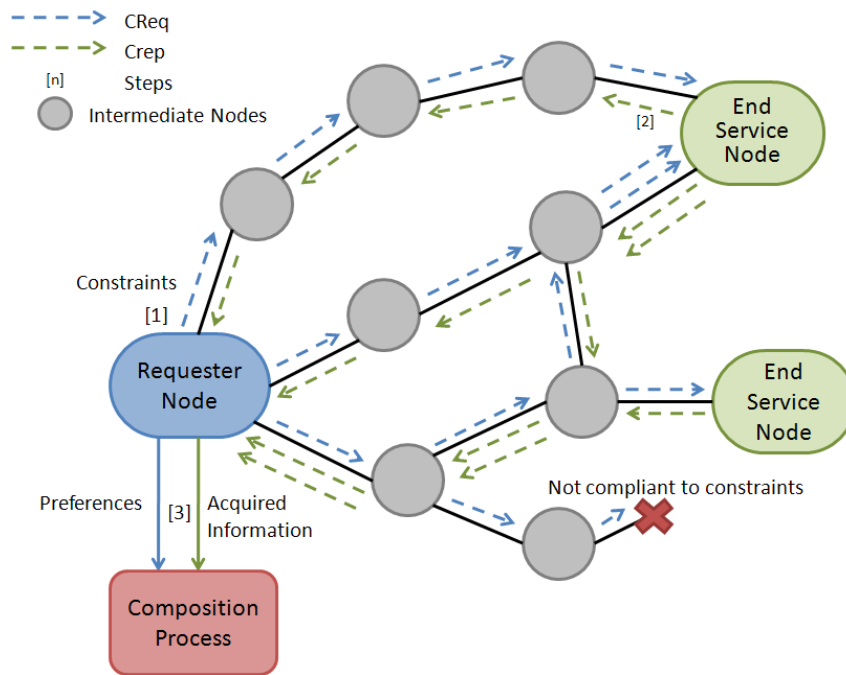 CReq
Crep
[n]
Steps
Intermediate Nodes
End
Service
Node
[2]
Constraints
[1]
Requester
Node
End
Service
Node
Not compliant to constraints
Preferences
[3]
Acquired
Information
Composition
Process